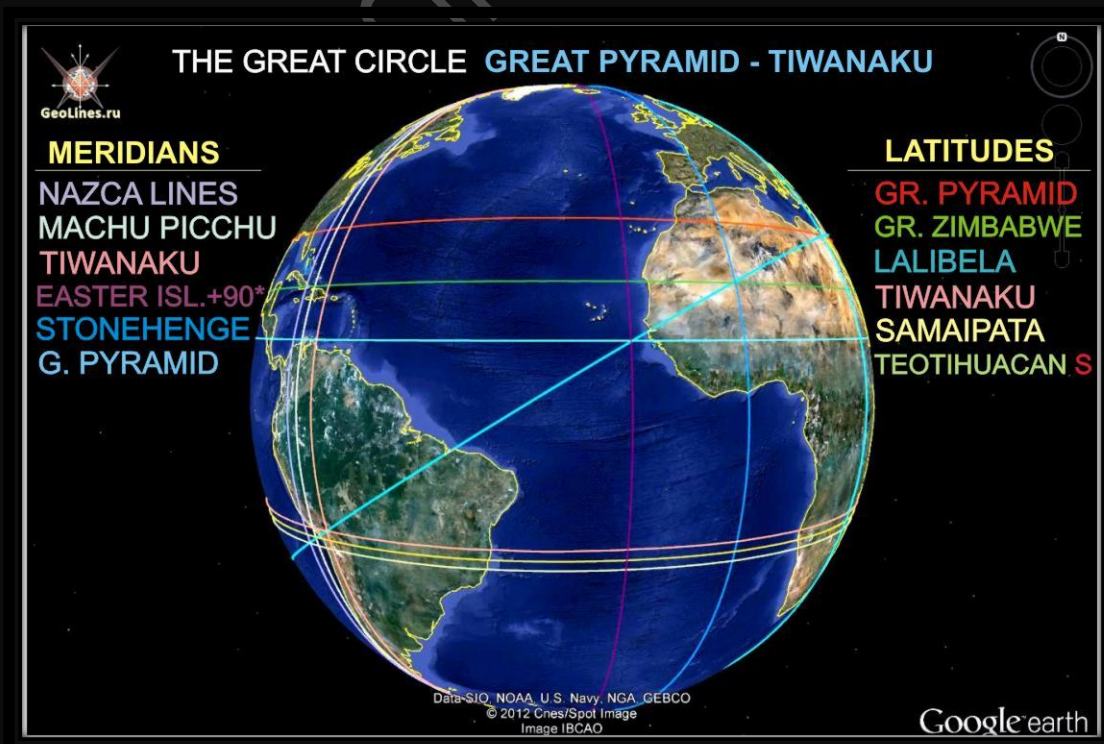 THE GREAT CIRCLE GREAT PYRAMID - TIWANAKU
N
GeoLines.ru
MERIDIANS
NAZCA LINES
MACHU PICCHU
TIWANAKU
EASTER ISL.+90*
STONEHENGE
G. PYRAMID
LATITUDES
GR. PYRAMID
GR. ZIMBABWE
LALIBELA
TIWANAKU
SAMAIPATA
TEOTIHUACAN S
Data SIO, NOAA, U.S. Navy, NGA, GEBCO
© 2012 Cnes/Spot Image
Image IBCAO
Google earth